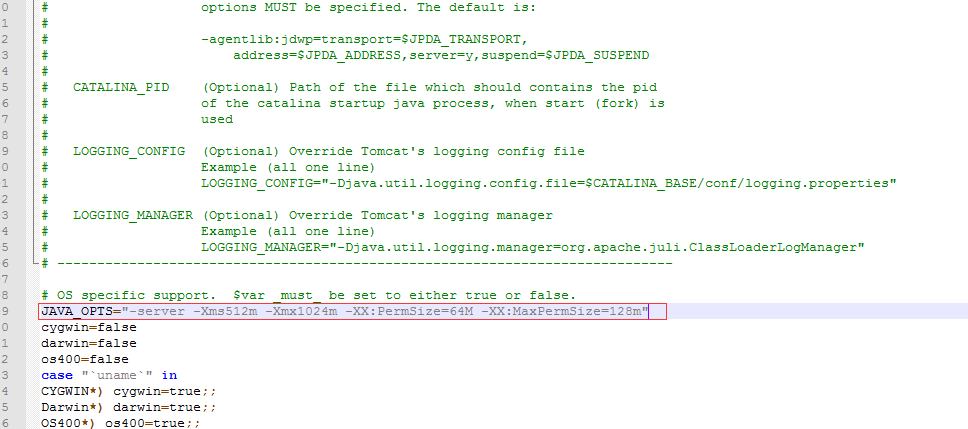 0 #                   options MUST be specified. The default is:
1 #
2 #                   -agentlib:jdwp=transport=$JPDA_TRANSPORT,
3 #                       address=$JPDA_ADDRESS,server=y,suspend=$JPDA_SUSPEND
4 #
5 #   CATALINA_PID    (Optional) Path of the file which should contains the pid
6 #                   of the catalina startup java process, when start (fork) is
7 #                   used
8 #
9 #   LOGGING_CONFIG  (Optional) Override Tomcat's logging config file
0 #                   Example (all one line)
1 #                   LOGGING_CONFIG="-Djava.util.logging.config.file=$CATALINA_BASE/conf/logging.properties"
2 #
3 #   LOGGING_MANAGER (Optional) Override Tomcat's logging manager
4 #                   Example (all one line)
5 #                   LOGGING_MANAGER="-Djava.util.logging.manager=org.apache.juli.ClassLoaderLogManager"
6 # -----------------------------------------------------------------------------
7
8 # OS specific support.  $var _must_ be set to either true or false.
9 JAVA_OPTS="-server -Xms512m -Xmx1024m -XX:PermSize=64M -XX:MaxPermSize=128m"
0 cygwin=false
1 darwin=false
2 os400=false
3 case "`uname`" in
4 CYGWIN*) cygwin=true;;
5 Darwin*) darwin=true;;
6 OS400*) os400=true;;